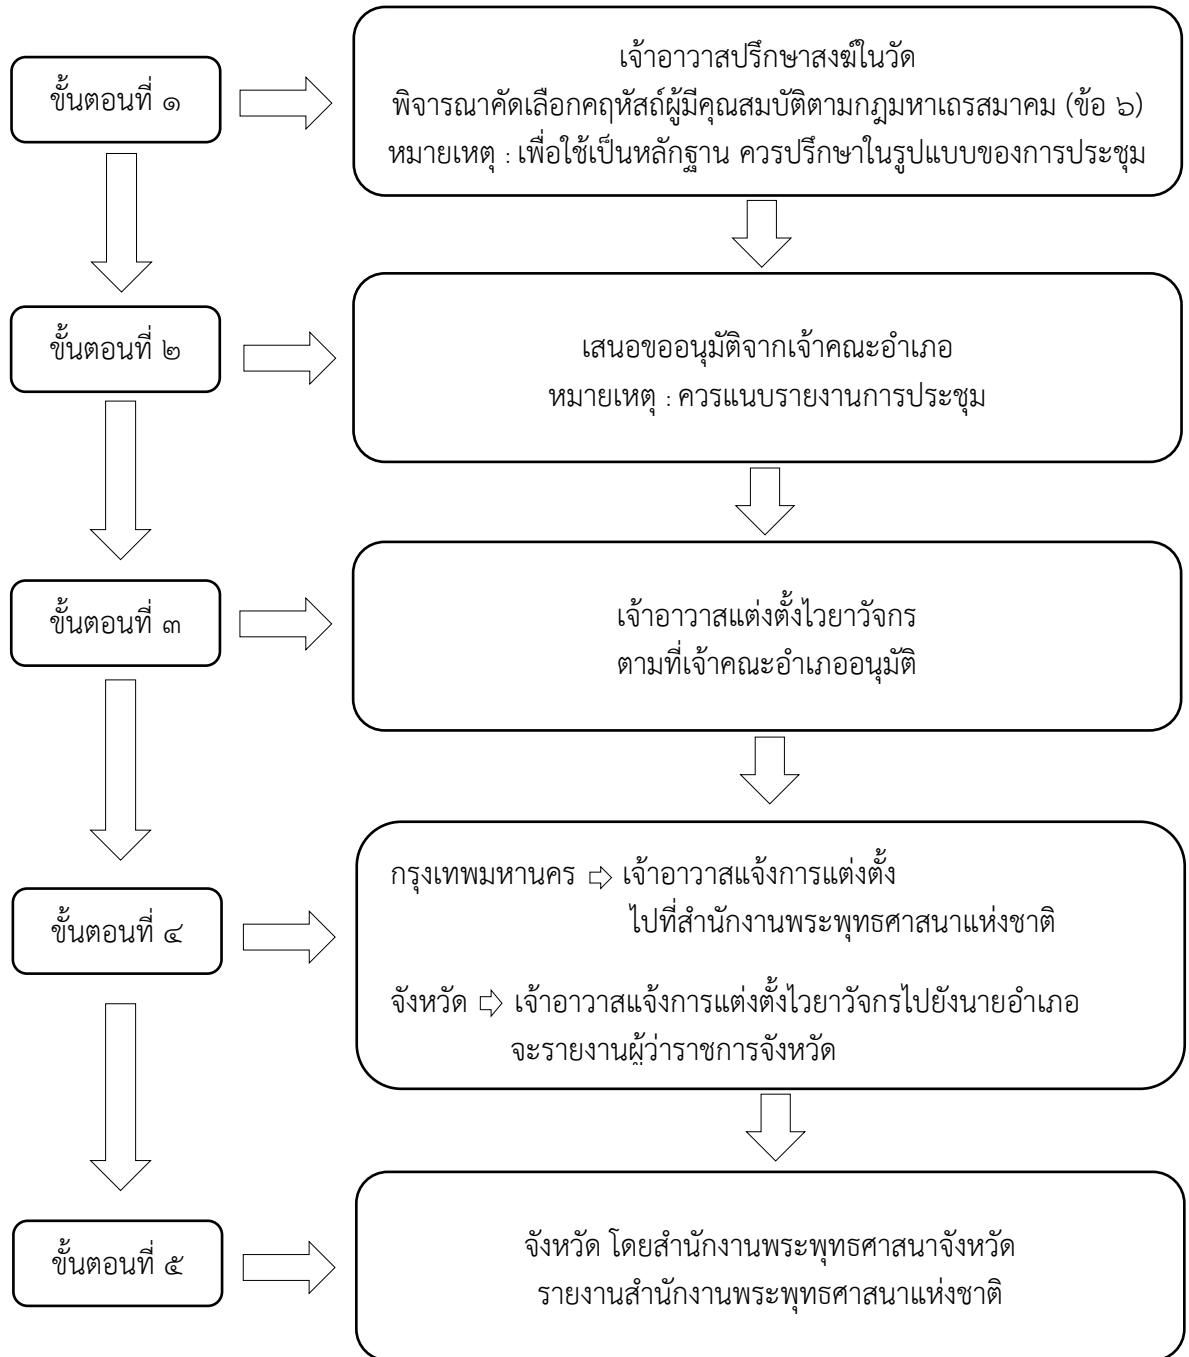 ขั้นตอนที่ ๑
เจ้าอาวาสปรึกษาสงฆ์ในวัด
พิจารณาคัดเลือกคฤหัสถ์ผู้มีคุณสมบัติตามกฎมหาเถรสมาคม (ข้อ ๖)
หมายเหตุ : เพื่อใช้เป็นหลักฐาน ควรปรึกษาในรูปแบบของการประชุม
ขั้นตอนที่ ๒
เสนอขออนุมัติจากเจ้าคณะอำเภอ
หมายเหตุ : ควรแนบรายงานการประชุม
ขั้นตอนที่ ๓
เจ้าอาวาสแต่งตั้งไวยาวัจกร
ตามที่เจ้าคณะอำเภออนุมัติ
ขั้นตอนที่ ๔
กรุงเทพมหานคร ⇨ เจ้าอาวาสแจ้งการแต่งตั้ง
ไปที่สำนักงานพระพุทธศาสนาแห่งชาติ
จังหวัด ⇨ เจ้าอาวาสแจ้งการแต่งตั้งไวยาวัจกรไปยังนายอำเภอ
จะรายงานผู้ว่าราชการจังหวัด
ขั้นตอนที่ ๕
จังหวัด โดยสำนักงานพระพุทธศาสนาจังหวัด
รายงานสำนักงานพระพุทธศาสนาแห่งชาติ